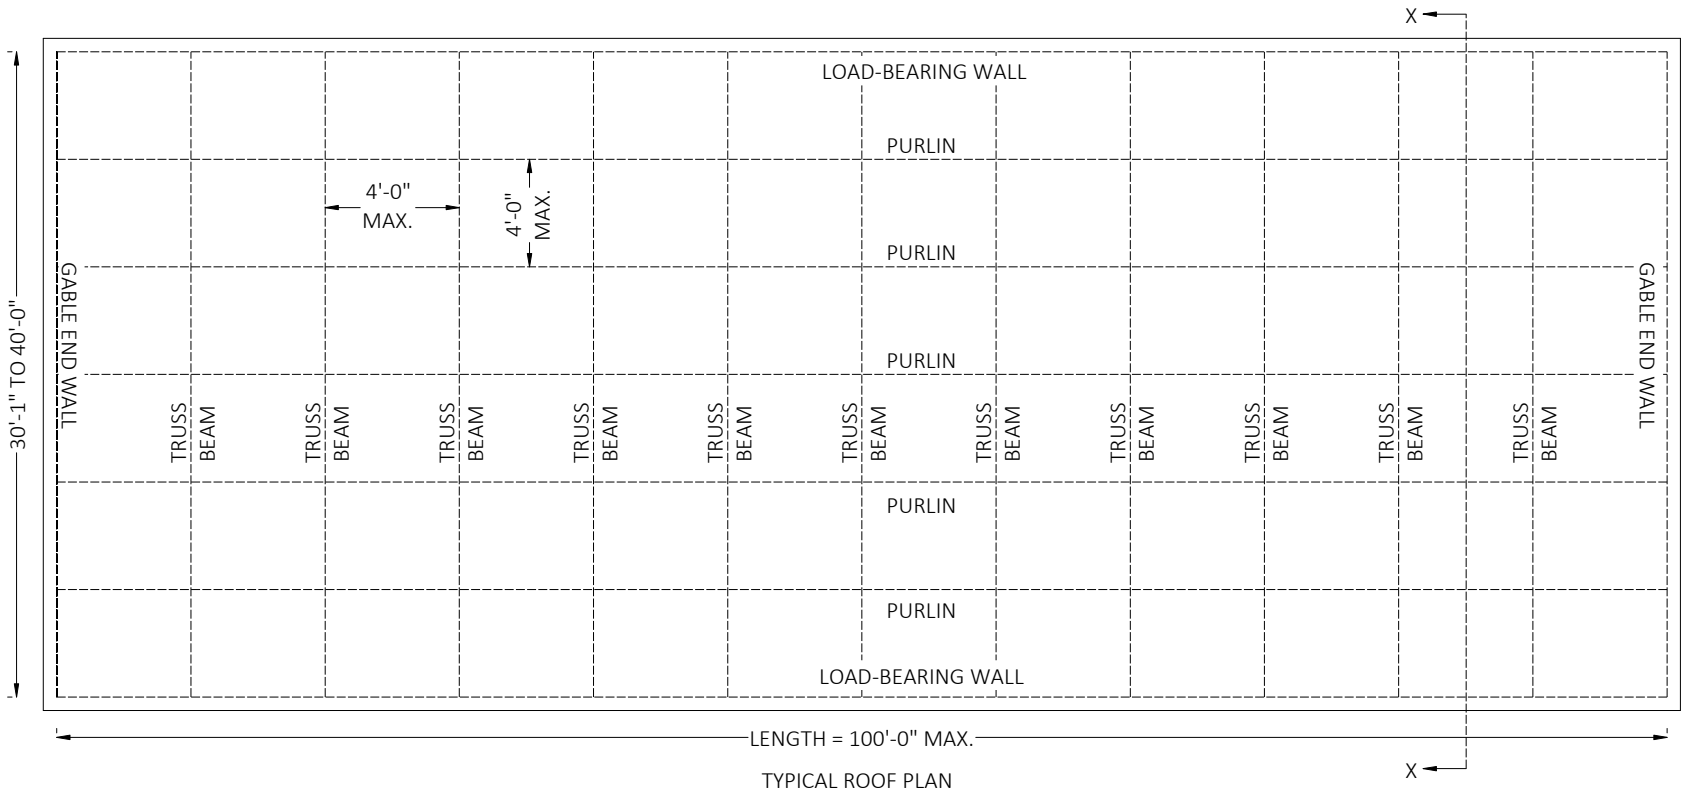 X
LOAD-BEARING WALL
PURLIN
4'-0"
MAX.
4'-0"
MAX.
PURLIN
GABLE END WALL
GABLE END WALL
30'-1" TO 40'-0"
PURLIN
TRUSS
BEAM
TRUSS
BEAM
TRUSS
BEAM
TRUSS
BEAM
TRUSS
BEAM
TRUSS
BEAM
TRUSS
BEAM
TRUSS
BEAM
TRUSS
BEAM
TRUSS
BEAM
TRUSS
BEAM
PURLIN
PURLIN
LOAD-BEARING WALL
LENGTH = 100'-0" MAX.
X
TYPICAL ROOF PLAN